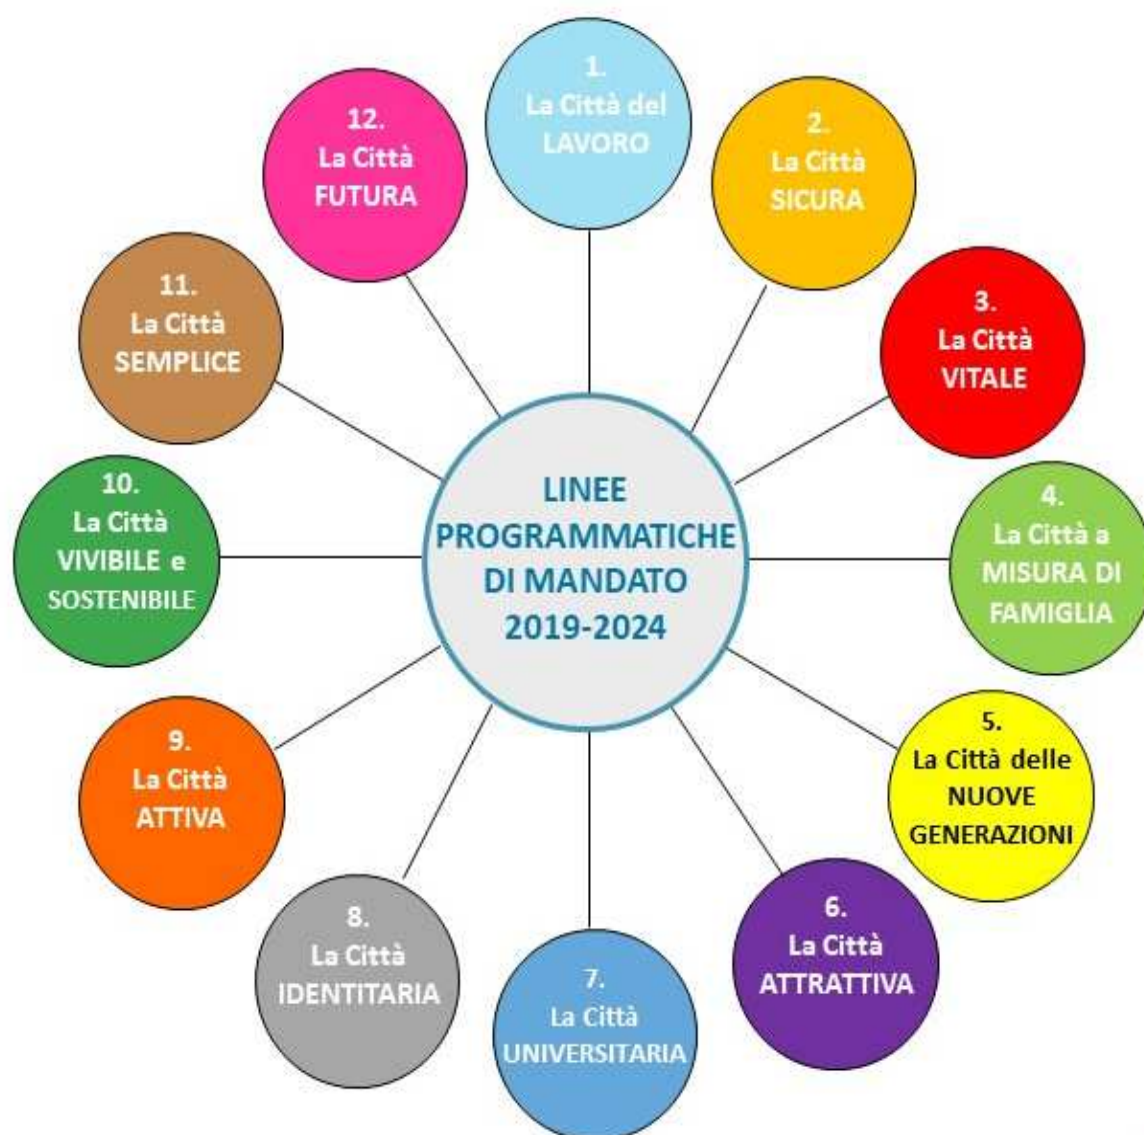 1.
La Città del
LAVORO
2.
La Città
SICURA
3.
La Città
VITALE
4.
La Città a
MISURA DI
FAMIGLIA
5.
La Città delle
NUOVE
GENERAZIONI
6.
La Città
ATTRATTIVA
7.
La Città
UNIVERSITARIA
8.
La Città
IDENTITARIA
9.
La Città
ATTIVA
10.
La Città
VIVIBILE e
SOSTENIBILE
11.
La Città
SEMPLICE
12.
La Città
FUTURA
LINEE
PROGRAMMATICHE
DI MANDATO
2019-2024